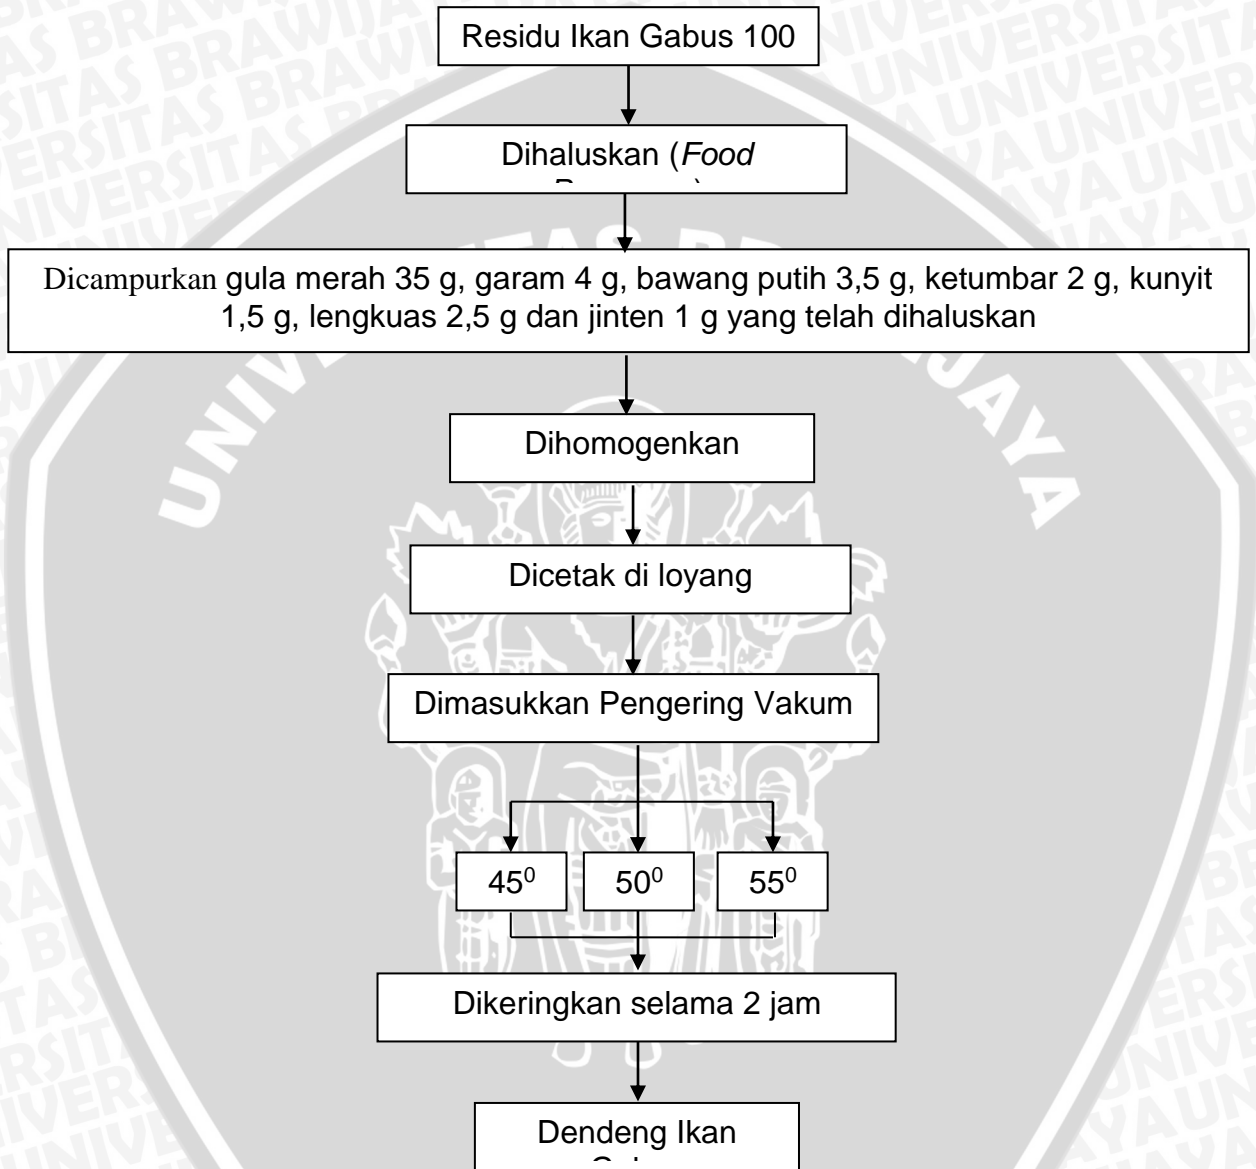 Residu Ikan Gabus 100
Dihaluskan (Food
Dicampurkan gula merah 35 g, garam 4 g, bawang putih 3,5 g, ketumbar 2 g, kunyit
1,5 g, lengkuas 2,5 g dan jinten 1 g yang telah dihaluskan
Dihomogenkan
Dicetak di loyang
Dimasukkan Pengering Vakum
45⁰ 50⁰ 55⁰
Dikeringkan selama 2 jam
Dendeng Ikan
UNIVERSITAS BRAWIJAYA